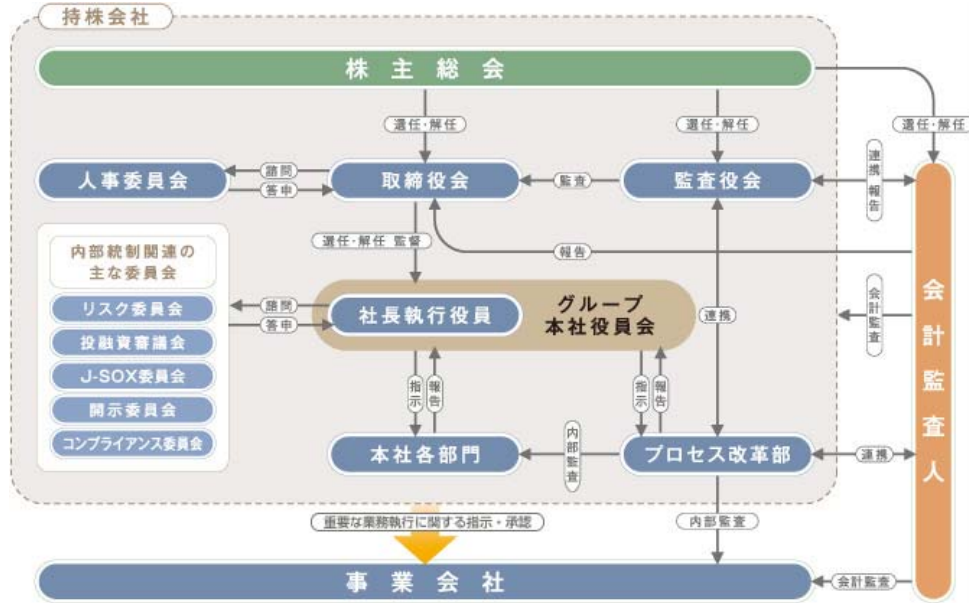 持株会社
株主総会
選任・解任
選任・解任
選任・解任
人事委員会
諮問
答申
取締役会
監査
監査役会
連携
報告
選任・解任 監督
報告
内部統制関連の
主な委員会
リスク委員会
投融資審議会
J-SOX委員会
開示委員会
コンプライアンス委員会
諮問
答申
社長執行役員
グループ
本社役員会
連携
会計監査
会計監査人
指示
報告
指示
報告
本社各部門
内部監査
プロセス改革部
連携
重要な業務執行に関する指示・承認
内部監査
事業会社
会計監査